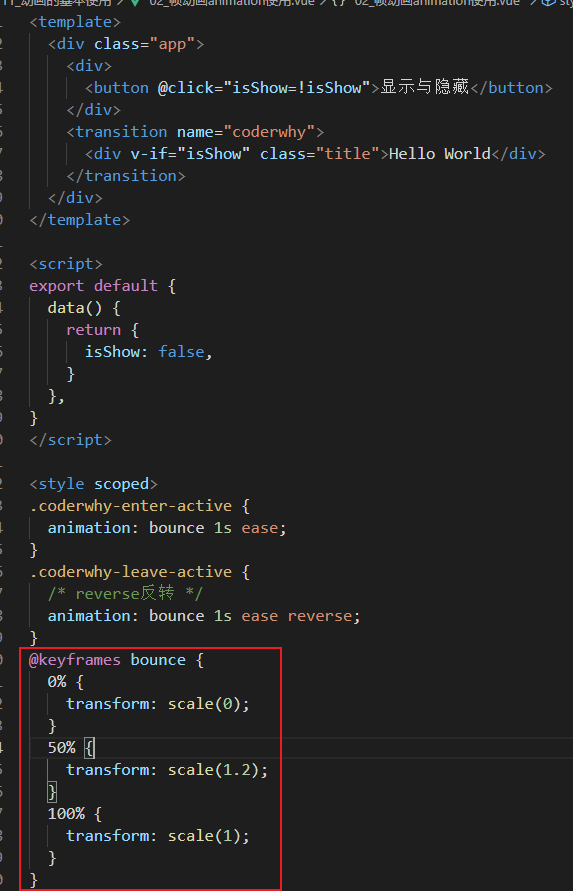 11_动画的基本使用 > 02_帧动画animation使用.vue > {} "02_帧动画animation使用.vue" >
<template>
  <div class="app">
    <div>
      <button @click="isShow=!isShow">显示与隐藏</button>
    </div>
    <transition name="coderwhy">
      <div v-if="isShow" class="title">Hello World</div>
    </transition>
  </div>
</template>
<script>
export default {
  data() {
    return {
      isShow: false,
    }
  },
}
</script>
<style scoped>
.coderwhy-enter-active {
  animation: bounce 1s ease;
}
.coderwhy-leave-active {
  /* reverse反转 */
  animation: bounce 1s ease reverse;
}
@keyframes bounce {
  0% {
    transform: scale(0);
  }
  50% {
    transform: scale(1.2);
  }
  100% {
    transform: scale(1);
  }
}